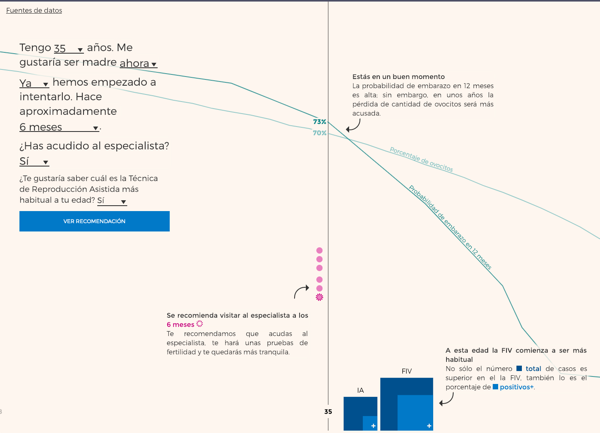 Fuentes de datos
Tengo 35 años. Me
gustaría ser madre ahora
Ya hemos empezado a
intentarlo. Hace
aproximadamente
6 meses.
¿Has acudido al especialista?
Sí
¿Te gustaría saber cuál es la Técnica
de Reproducción Asistida más
habitual a tu edad? Sí
VER RECOMENDACIÓN
Estás en un buen momento
La probabilidad de embarazo en 12 meses
es alta; sin embargo, en unos años la
pérdida de cantidad de ovocitos será más
acusada.
73%
70%
Porcentaje de ovocitos
Probabilidad de embarazo en 12 meses
Se recomienda visitar al especialista a los
6 meses
Te recomendamos que acudas al
especialista, te hará unas pruebas de
fertilidad y te quedarás más tranquila.
A esta edad la FIV comienza a ser más
habitual
No sólo el número total de casos es
superior en el la FIV, también lo es el
porcentaje de positivos+.
35
IA
+
FIV
+